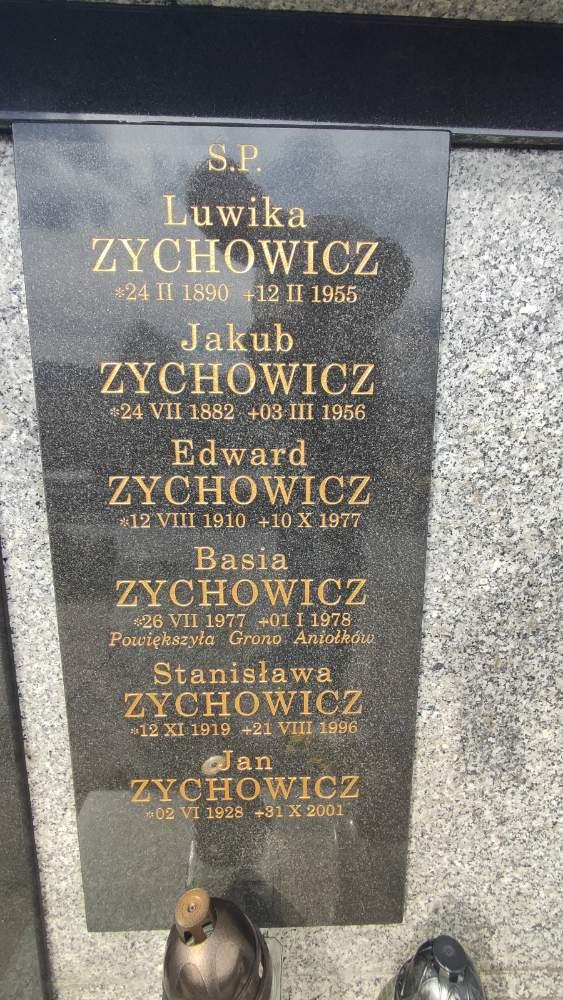 Ś.P.
Luwika
ZYCHOWICZ
*24 II 1890 +12 II 1955
Jakub
ZYCHOWICZ
*24 VII 1882 +03 III 1956
Edward
ZYCHOWICZ
*12 VIII 1910 +10 X 1977
Basia
ZYCHOWICZ
*26 VII 1977 +01 I 1978
Powiększyła Grono Aniołków
Stanisława
ZYCHOWICZ
*12 XI 1919 +21 VIII 1996
Jan
ZYCHOWICZ
*02 VI 1928 +31 X 2001